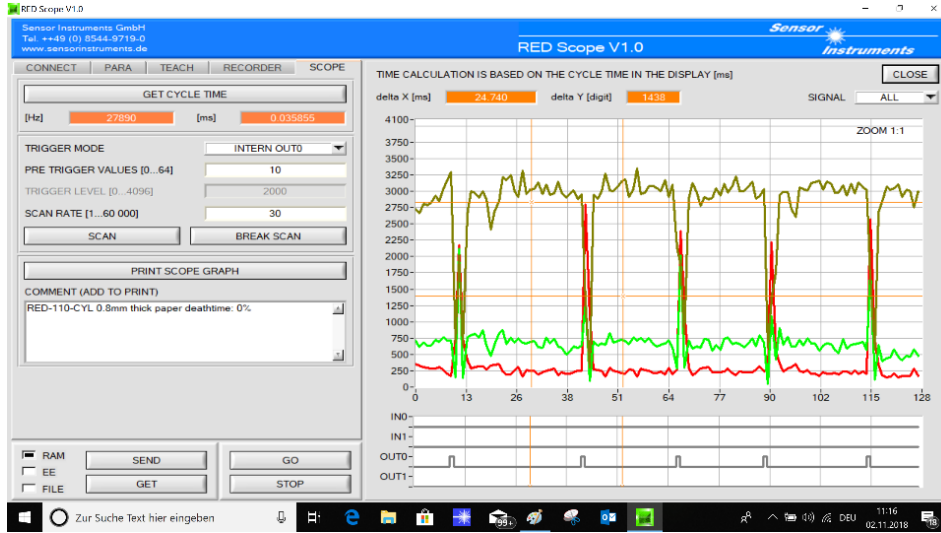 RED Scope V1.0
Sensor Instruments GmbH
Tel. ++49 (0) 8544-9719-0
www.sensorinstruments.de
RED Scope V1.0
Sensor
Instruments
CONNECT PARA TEACH RECORDER SCOPE
GET CYCLE TIME
[Hz] 27890 [ms] 0.035855
TRIGGER MODE INTERN OUT0
PRE TRIGGER VALUES [0...64] 10
TRIGGER LEVEL [0...4096] 2000
SCAN RATE [1...60 000] 30
SCAN BREAK SCAN
PRINT SCOPE GRAPH
COMMENT (ADD TO PRINT)
RED-110-CYL 0.8mm thick paper deathtime: 0%
RAM
EE
FILE
SEND GO
GET STOP
TIME CALCULATION IS BASED ON THE CYCLE TIME IN THE DISPLAY [ms]
CLOSE
delta X [ms] 24.740 delta Y [digit] 1438 SIGNAL ALL
ZOOM 1:1
4100
3750
3500
3250
3000
2750
2500
2250
2000
1750
1500
1250
1000
750
500
250
0
0 13 26 38 51 64 77 90 102 115 128
IN0
IN1
OUT0
OUT1
Zur Suche Text hier eingeben
99+
DEU
11:16
02.11.2018
18